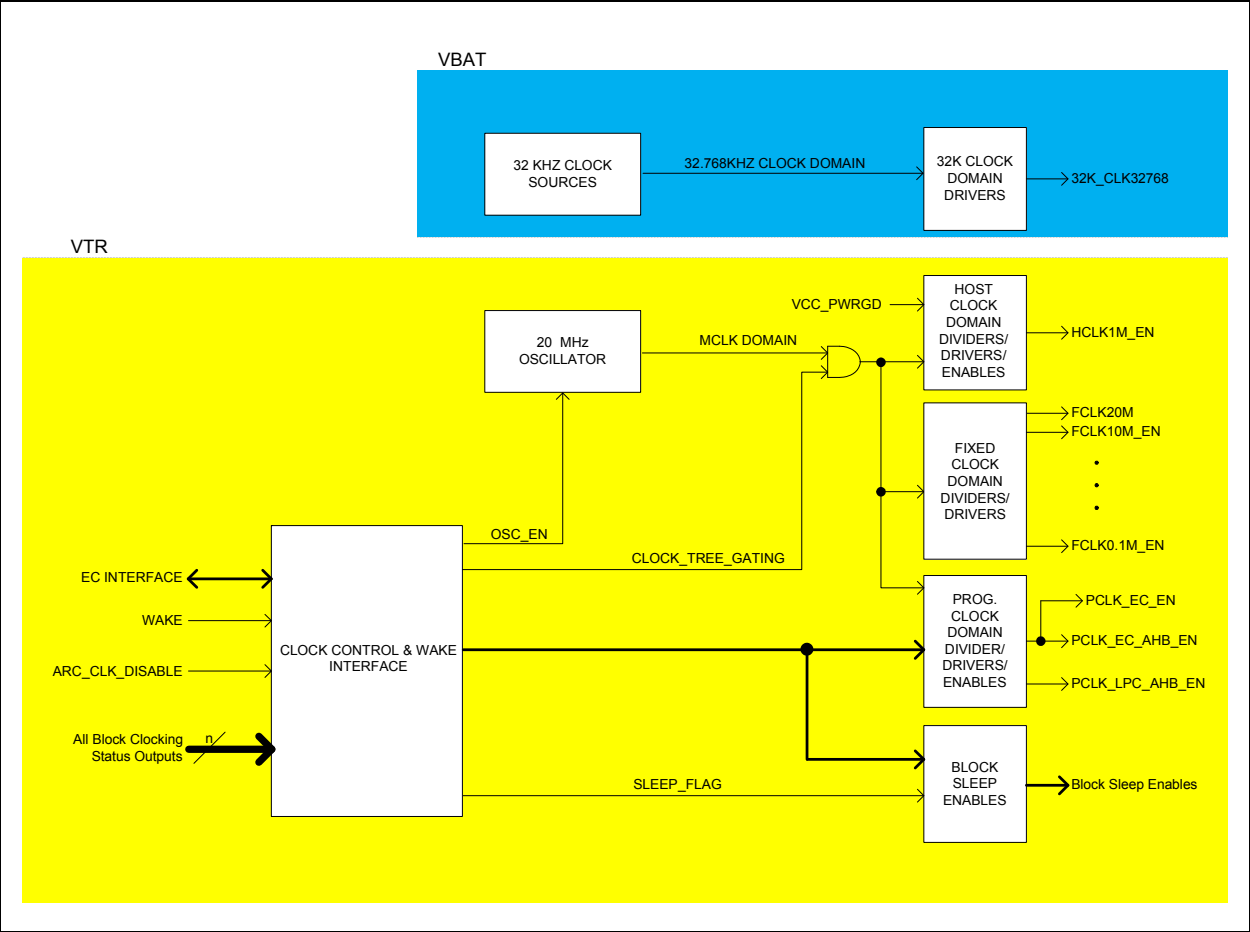 VBAT
32 KHZ CLOCK
SOURCES
32.768KHZ CLOCK DOMAIN
32K CLOCK
DOMAIN
DRIVERS
32K_CLK32768
VTR
20 MHz
OSCILLATOR
MCLK DOMAIN
VCC_PWRGD
HOST
CLOCK
DOMAIN
DIVIDERS/
DRIVERS/
ENABLES
HCLK1M_EN
FIXED
CLOCK
DOMAIN
DIVIDERS/
DRIVERS
FCLK20M
FCLK10M_EN
FCLK0.1M_EN
OSC_EN
CLOCK_TREE_GATING
EC INTERFACE
WAKE
ARC_CLK_DISABLE
All Block Clocking
Status Outputs
n
CLOCK CONTROL & WAKE
INTERFACE
PROG.
CLOCK
DOMAIN
DIVIDER/
DRIVERS/
ENABLES
PCLK_EC_EN
PCLK_EC_AHB_EN
PCLK_LPC_AHB_EN
SLEEP_FLAG
BLOCK
SLEEP
ENABLES
Block Sleep Enables